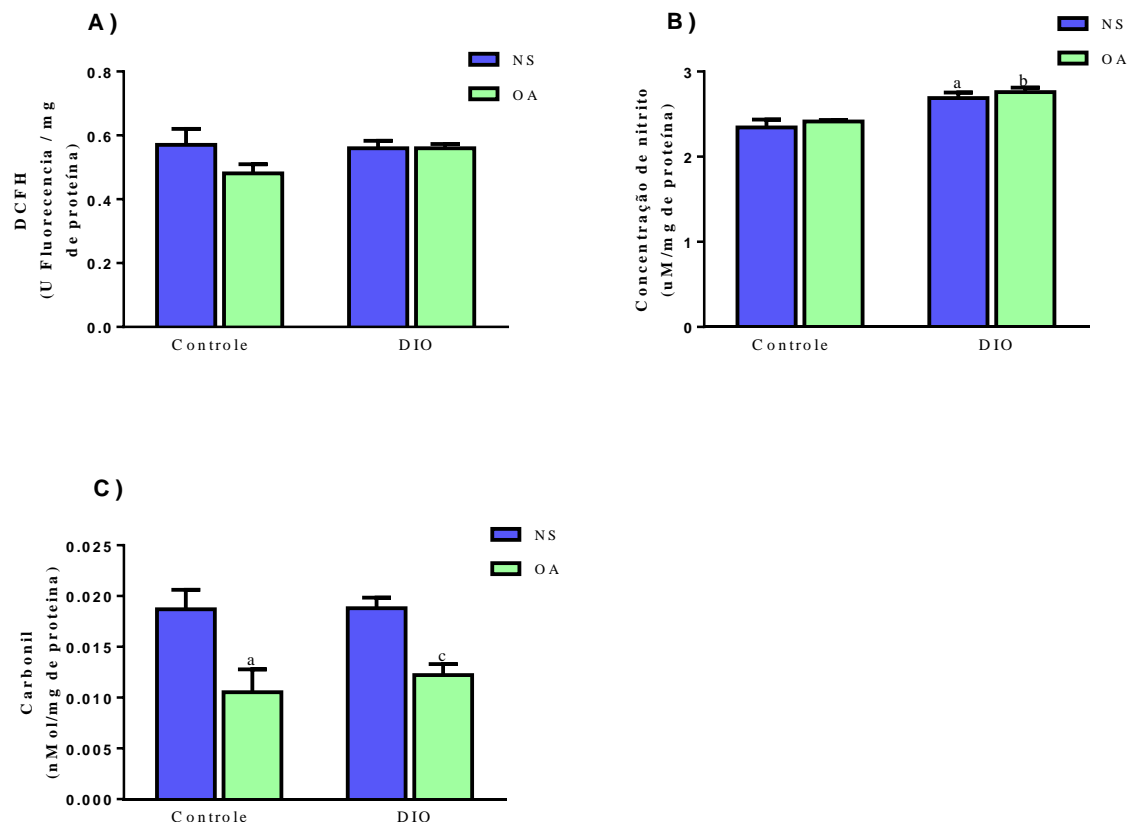 A)
NS
OA
DCFH
(U Fluorecencia / mg
de proteína)
0.8
0.6
0.4
0.2
0.0
Controle
DIO
B)
NS
OA
Concentração de nitrito
(uM/mg de proteína)
3
2
1
0
a
b
Controle
DIO
C)
NS
OA
Carbonil
(nMol/mg de proteína)
0.025
0.020
0.015
0.010
0.005
0.000
a
c
Controle
DIO